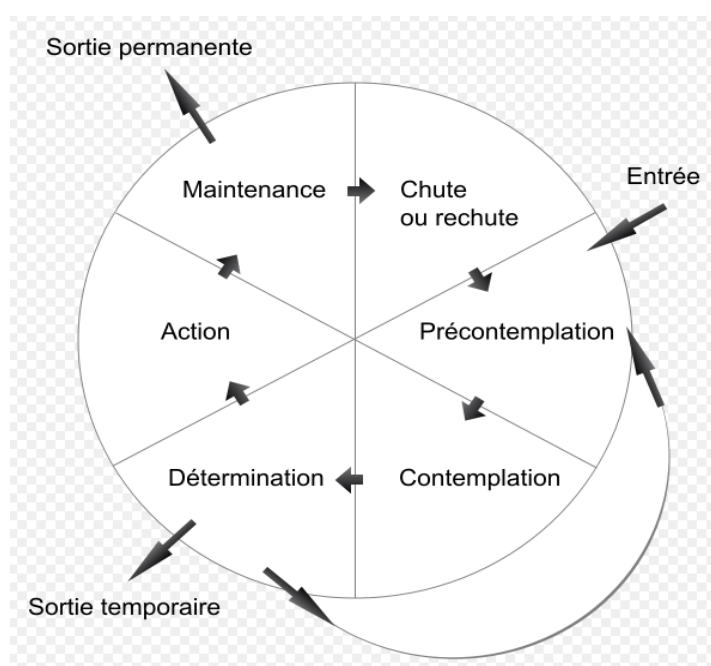 Sortie permanente
Entrée
Maintenance
Chute
ou rechute
Action
Précontemplation
Détermination
Contemplation
Sortie temporaire